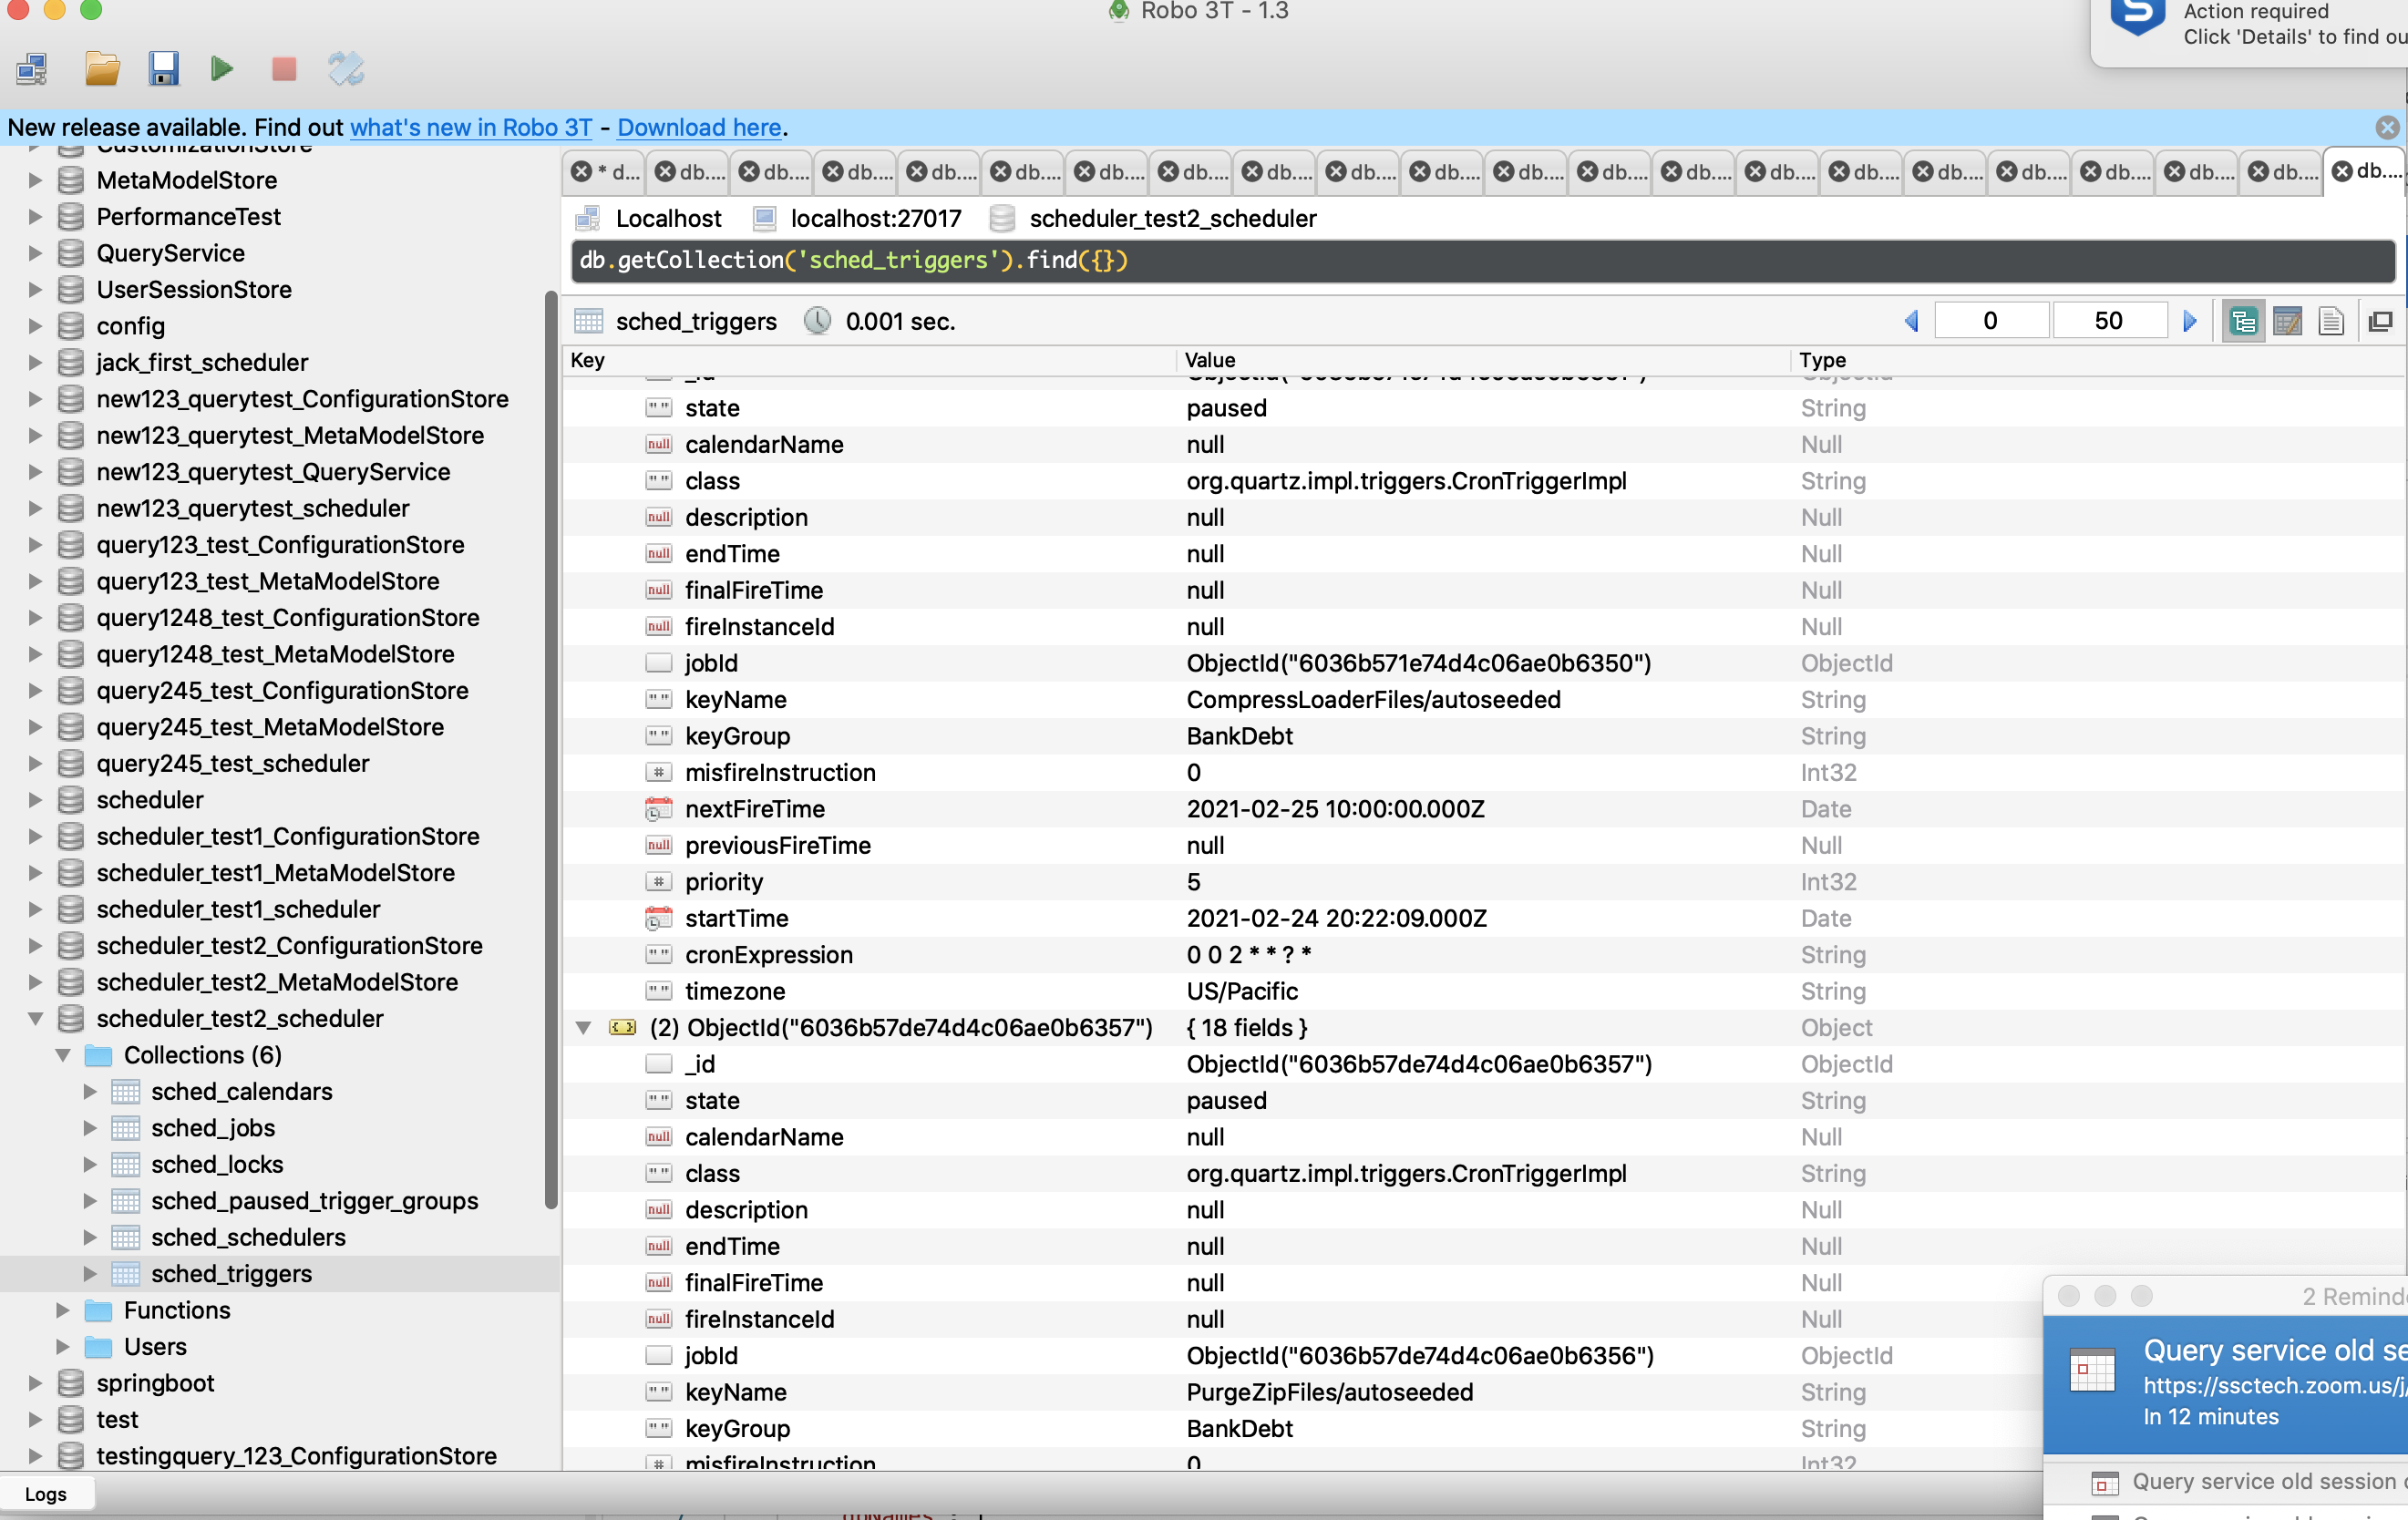 Robo 3T - 1.3
Action required
Click 'Details' to find ou
New release available. Find out what's new in Robo 3T - Download here.
CustomizationStore
MetaModelStore
PerformanceTest
QueryService
UserSessionStore
config
jack_first_scheduler
new123_querytest_ConfigurationStore
new123_querytest_MetaModelStore
new123_querytest_QueryService
new123_querytest_scheduler
query123_test_ConfigurationStore
query123_test_MetaModelStore
query1248_test_ConfigurationStore
query1248_test_MetaModelStore
query245_test_ConfigurationStore
query245_test_MetaModelStore
query245_test_scheduler
scheduler
scheduler_test1_ConfigurationStore
scheduler_test1_MetaModelStore
scheduler_test1_scheduler
scheduler_test2_ConfigurationStore
scheduler_test2_MetaModelStore
scheduler_test2_scheduler
Collections (6)
sched_calendars
sched_jobs
sched_locks
sched_paused_trigger_groups
sched_schedulers
sched_triggers
Functions
Users
springboot
test
testingquery_123_ConfigurationStore
Logs
* d... db.... db.... db.... db.... db.... db.... db.... db.... db.... db.... db.... db.... db.... db.... db.... db.... db.... db.... db.... db.... db....
Localhost localhost:27017 scheduler_test2_scheduler
db.getCollection('sched_triggers').find({})
sched_triggers 0.001 sec. 0 50
Key Value Type
_id ObjectId
state paused String
calendarName null Null
class org.quartz.impl.triggers.CronTriggerImpl String
description null Null
endTime null Null
finalFireTime null Null
fireInstanceId null Null
jobId ObjectId("6036b571e74d4c06ae0b6350") ObjectId
keyName CompressLoaderFiles/autoseeded String
keyGroup BankDebt String
misfireInstruction 0 Int32
nextFireTime 2021-02-25 10:00:00.000Z Date
previousFireTime null Null
priority 5 Int32
startTime 2021-02-24 20:22:09.000Z Date
cronExpression 0 0 2 * * ? * String
timezone US/Pacific String
(2) ObjectId("6036b57de74d4c06ae0b6357") { 18 fields } Object
_id ObjectId("6036b57de74d4c06ae0b6357") ObjectId
state paused String
calendarName null Null
class org.quartz.impl.triggers.CronTriggerImpl String
description null Null
endTime null Null
finalFireTime null Null
fireInstanceId null Null
jobId ObjectId("6036b57de74d4c06ae0b6356") ObjectId
keyName PurgeZipFiles/autoseeded String
keyGroup BankDebt String
misfireInstruction 0 Int32
2 Reminde
Query service old se
https://ssctech.zoom.us/j/
In 12 minutes
Query service old session